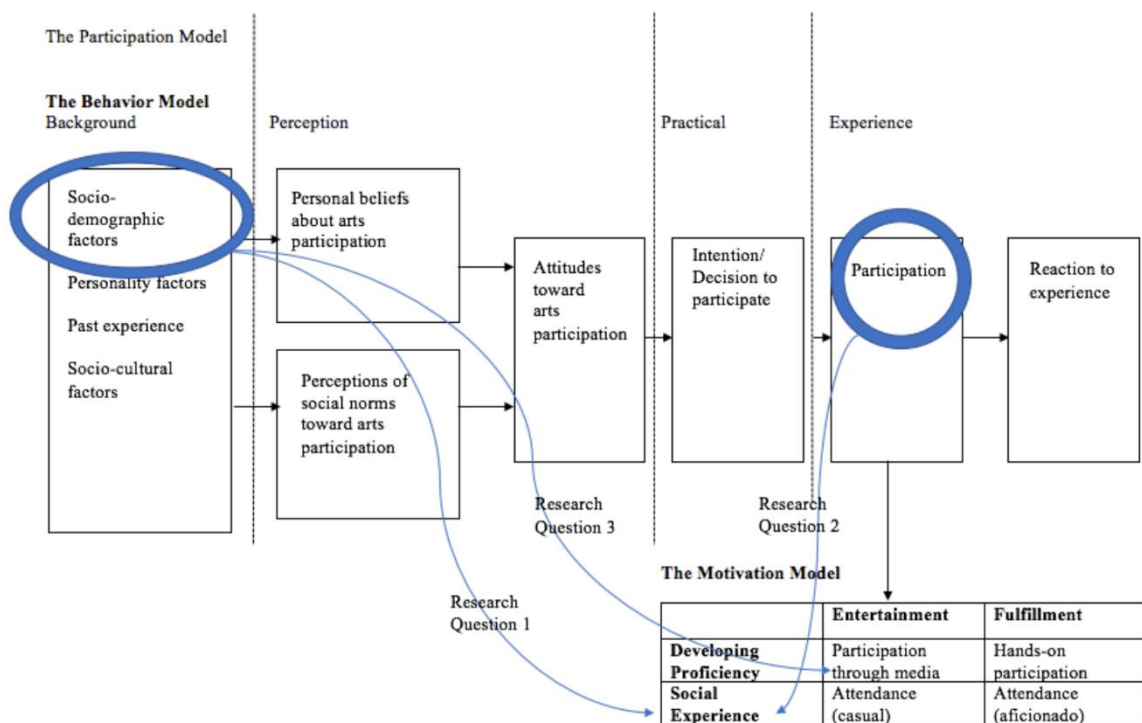 The Participation Model
The Behavior Model
Background
Perception
Practical
Experience
Socio-
demographic
factors
Personality factors
Past experience
Socio-cultural
factors
Personal beliefs
about arts
participation
Perceptions of
social norms
toward arts
participation
Attitudes
toward
arts
participation
Intention/
Decision to
participate
Participation
Reaction to
experience
Research
Question 3
Research
Question 2
Research
Question 1
The Motivation Model
Entertainment
Fulfillment
Developing
Proficiency
Participation
through media
Hands-on
participation
Social
Experience
Attendance
(casual)
Attendance
(aficionado)